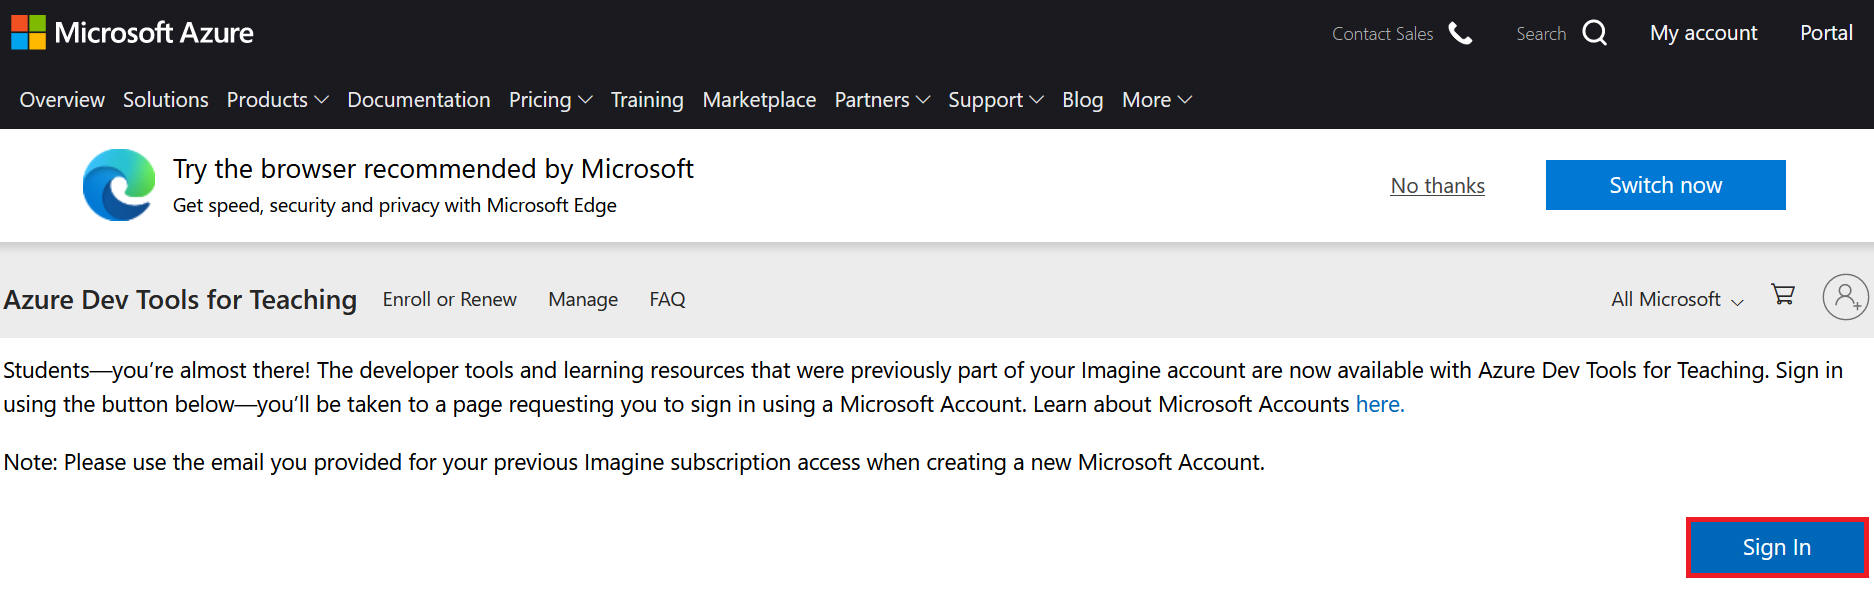 Microsoft Azure
Contact Sales Search My account Portal
Overview Solutions Products Documentation Pricing Training Marketplace Partners Support Blog More
Try the browser recommended by Microsoft
Get speed, security and privacy with Microsoft Edge
No thanks
Switch now
Azure Dev Tools for Teaching Enroll or Renew Manage FAQ All Microsoft
Students—you’re almost there! The developer tools and learning resources that were previously part of your Imagine account are now available with Azure Dev Tools for Teaching. Sign in
using the button below—you’ll be taken to a page requesting you to sign in using a Microsoft Account. Learn about Microsoft Accounts here.
Note: Please use the email you provided for your previous Imagine subscription access when creating a new Microsoft Account.
Sign In